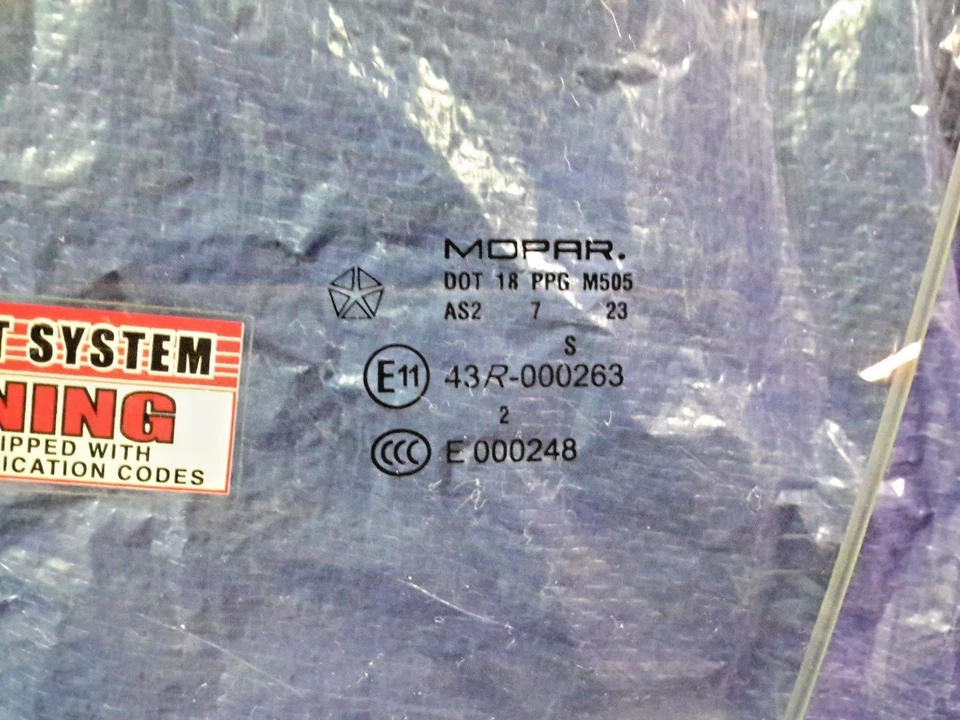 MOPAR.
DOT 18 PPG M505
AS2 7 23
S
E11 43R-000263
2
CCC E 000248
T SYSTEM
NING
IPPED WITH
ICATION CODES